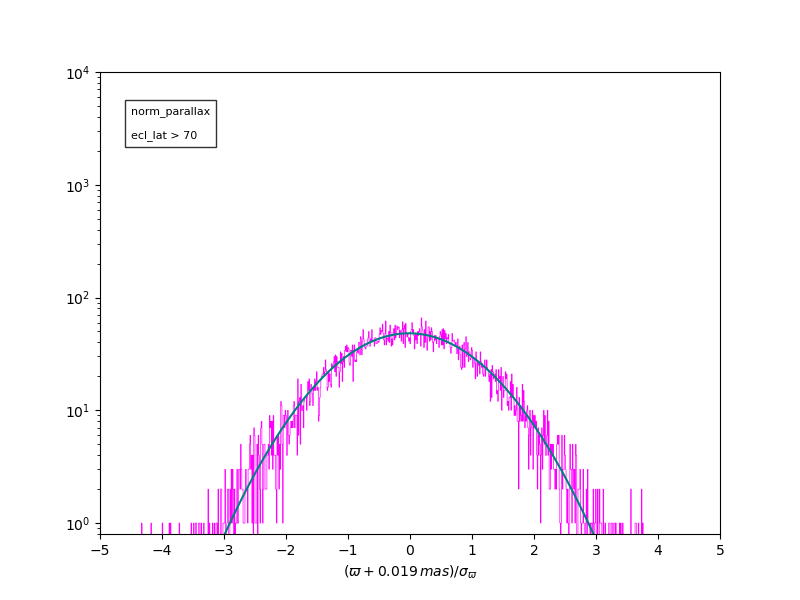 norm_parallax
ecl_lat > 70
10⁴
10³
10²
10¹
10⁰
−5 −4 −3 −2 −1 0 1 2 3 4 5
(ϖ + 0.019 mas)/σ_ϖ